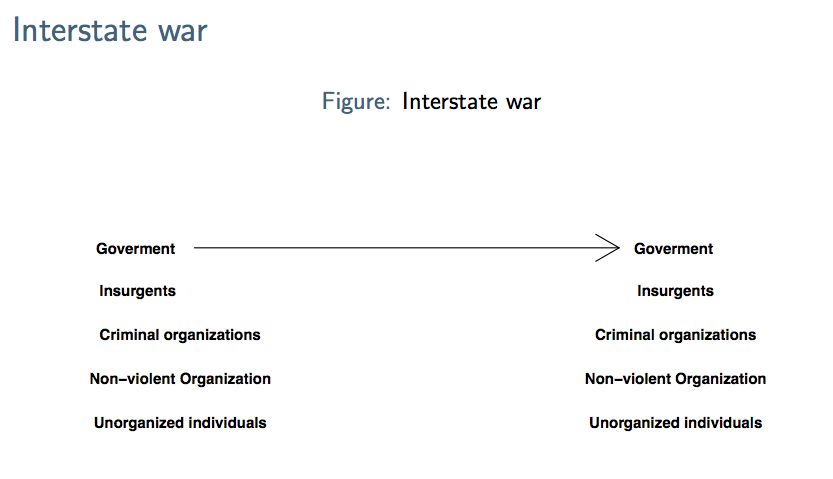 Interstate war
Figure: Interstate war
Goverment Goverment
Insurgents Insurgents
Criminal organizations Criminal organizations
Non−violent Organization Non−violent Organization
Unorganized individuals Unorganized individuals